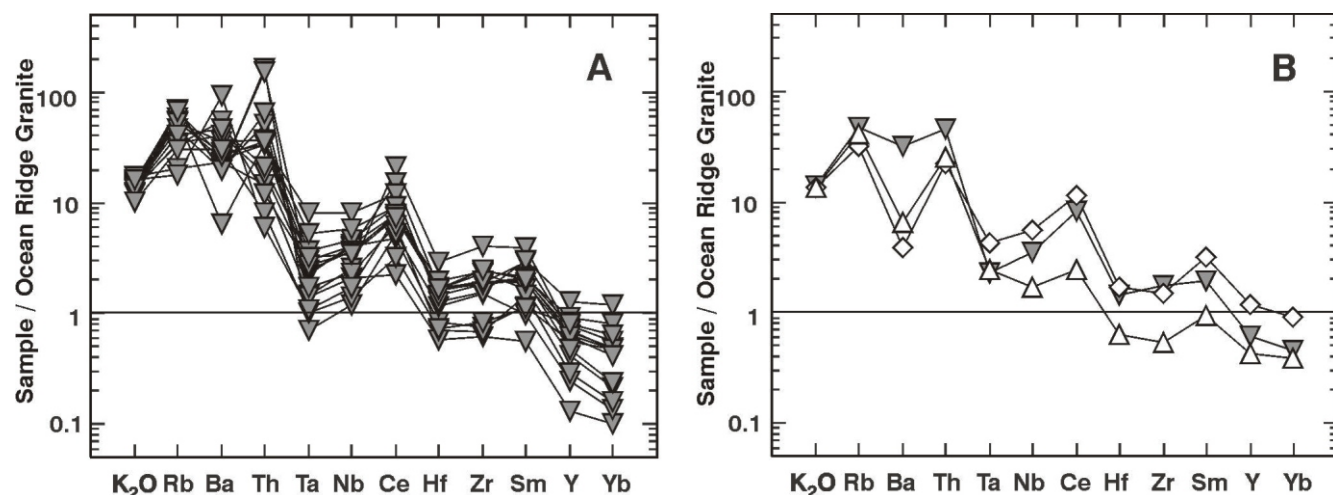 A
Sample / Ocean Ridge Granite
100
10
1
0.1
K₂O Rb Ba Th Ta Nb Ce Hf Zr Sm Y Yb
B
Sample / Ocean Ridge Granite
100
10
1
0.1
K₂O Rb Ba Th Ta Nb Ce Hf Zr Sm Y Yb